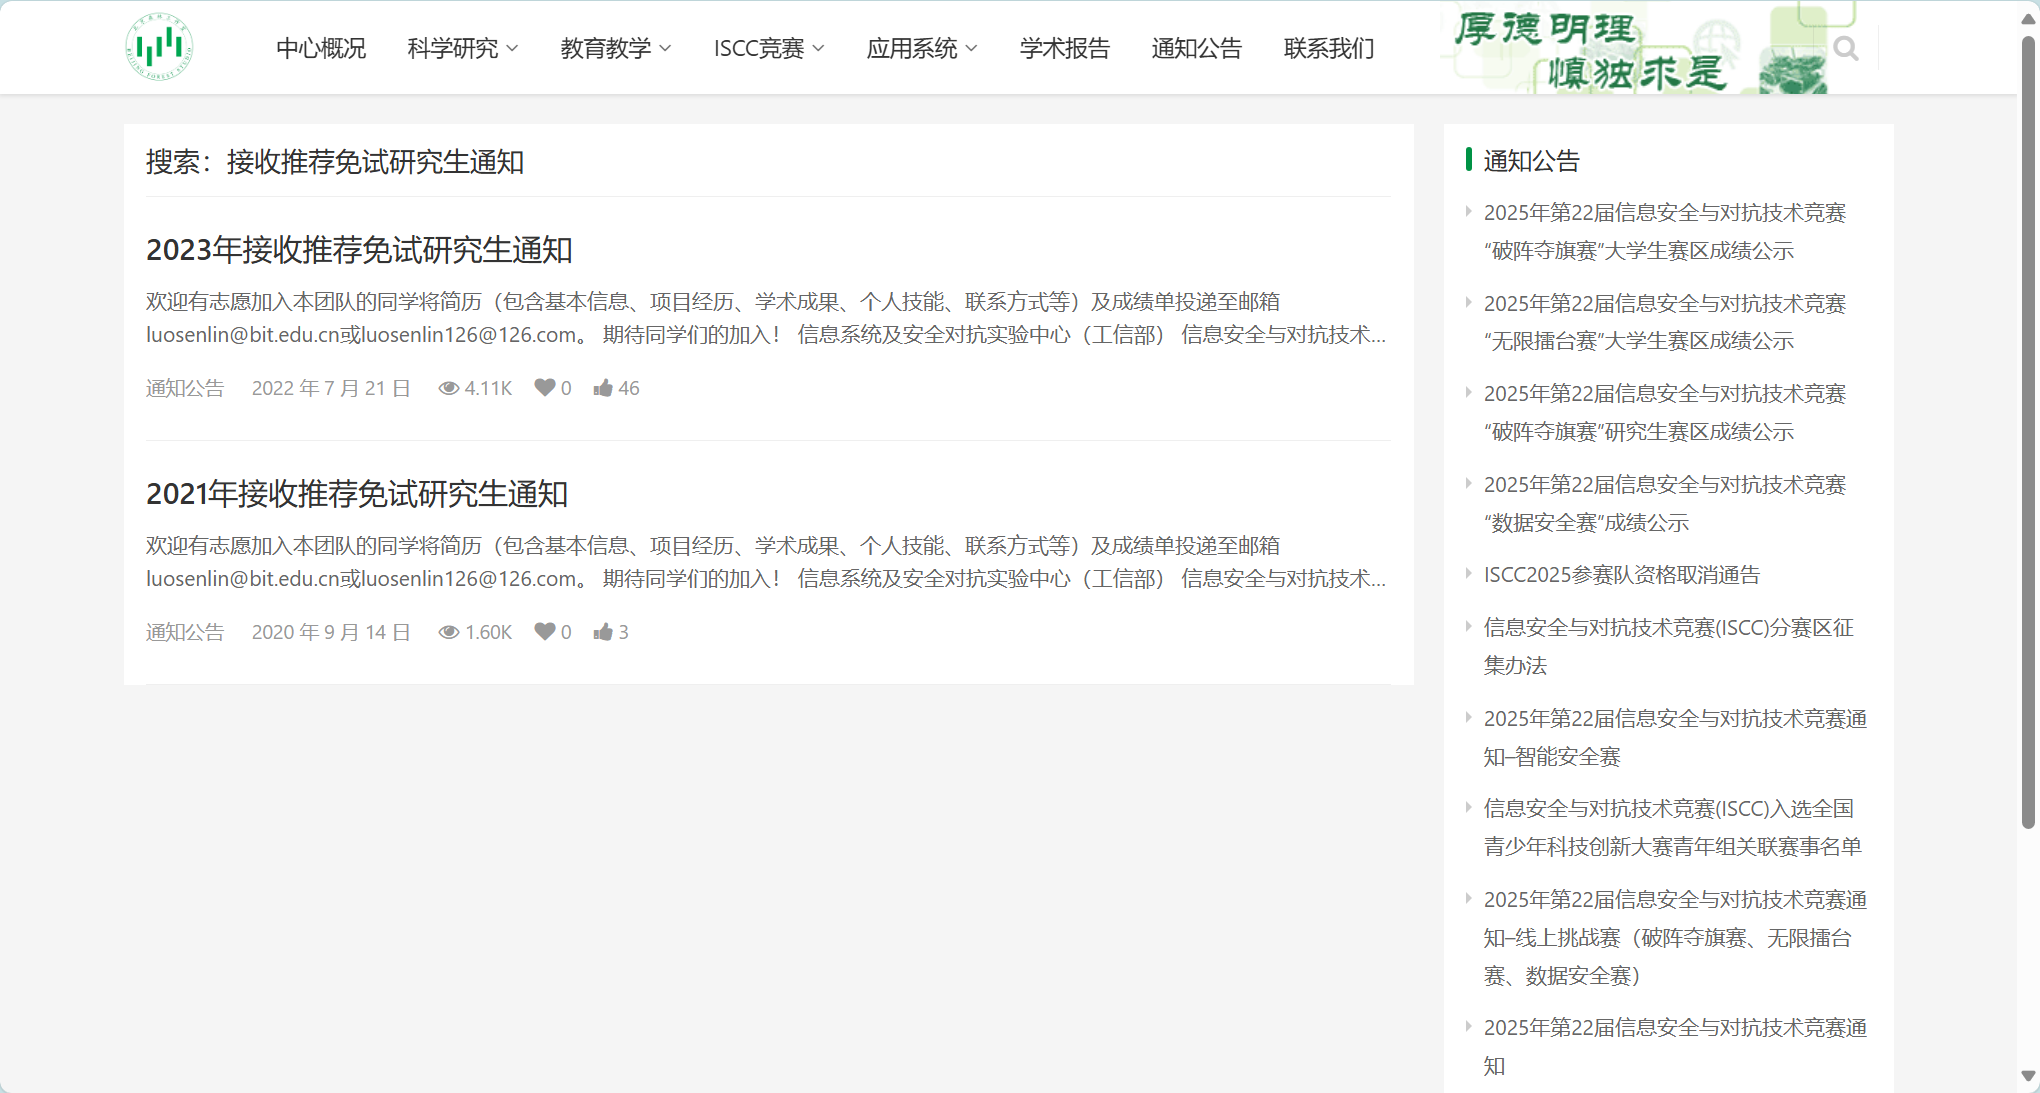 中心概况 科学研究 教育教学 ISCC竞赛 应用系统 学术报告 通知公告 联系我们
厚德明理
慎独求是
搜索：接收推荐免试研究生通知
2023年接收推荐免试研究生通知
欢迎有志愿加入本团队的同学将简历（包含基本信息、项目经历、学术成果、个人技能、联系方式等）及成绩单投递至邮箱
luosenlin@bit.edu.cn或luosenlin126@126.com。 期待同学们的加入！ 信息系统及安全对抗实验中心（工信部） 信息安全与对抗技术...
通知公告 2022 年 7 月 21 日 4.11K 0 46
2021年接收推荐免试研究生通知
欢迎有志愿加入本团队的同学将简历（包含基本信息、项目经历、学术成果、个人技能、联系方式等）及成绩单投递至邮箱
luosenlin@bit.edu.cn或luosenlin126@126.com。 期待同学们的加入！ 信息系统及安全对抗实验中心（工信部） 信息安全与对抗技术...
通知公告 2020 年 9 月 14 日 1.60K 0 3
通知公告
2025年第22届信息安全与对抗技术竞赛
“破阵夺旗赛”大学生赛区成绩公示
2025年第22届信息安全与对抗技术竞赛
“无限擂台赛”大学生赛区成绩公示
2025年第22届信息安全与对抗技术竞赛
“破阵夺旗赛”研究生赛区成绩公示
2025年第22届信息安全与对抗技术竞赛
“数据安全赛”成绩公示
ISCC2025参赛队资格取消通告
信息安全与对抗技术竞赛(ISCC)分赛区征
集办法
2025年第22届信息安全与对抗技术竞赛通
知–智能安全赛
信息安全与对抗技术竞赛(ISCC)入选全国
青少年科技创新大赛青年组关联赛事名单
2025年第22届信息安全与对抗技术竞赛通
知–线上挑战赛（破阵夺旗赛、无限擂台
赛、数据安全赛）
2025年第22届信息安全与对抗技术竞赛通
知